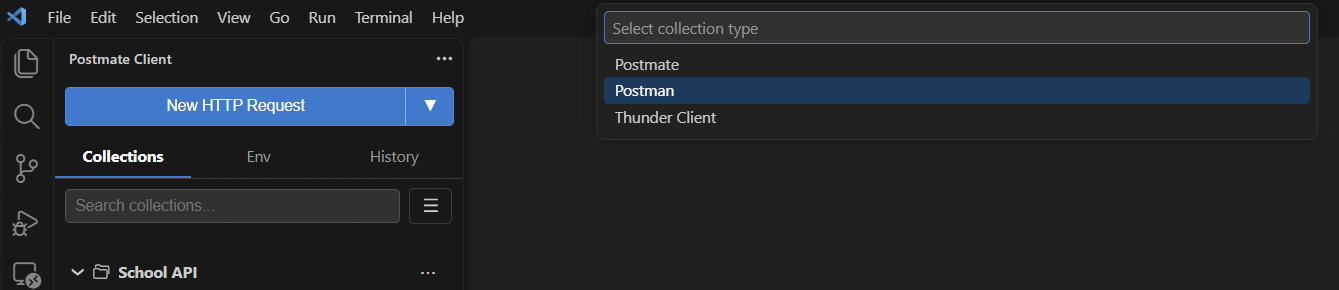 File Edit Selection View Go Run Terminal Help
Select collection type
Postmate
Postman
Thunder Client
Postmate Client
New HTTP Request
Collections Env History
Search collections...
School API